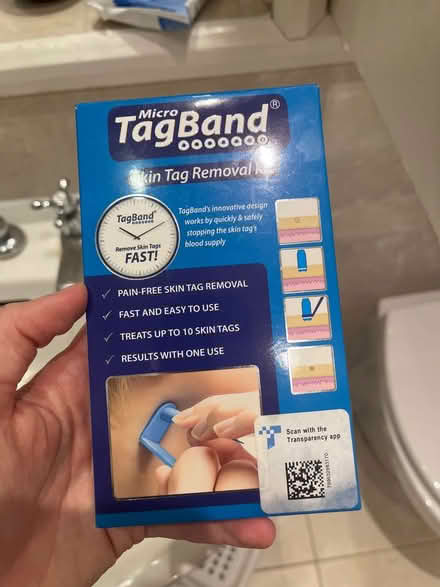 Micro
TagBand®
Skin Tag Removal
TagBand®
Remove Skin Tags
FAST!
TagBand's innovative design
works by quickly & safely
stopping the skin tag's
blood supply
✓ PAIN-FREE SKIN TAG REMOVAL
✓ FAST AND EASY TO USE
✓ TREATS UP TO 10 SKIN TAGS
✓ RESULTS WITH ONE USE
Scan with the
Transparency app